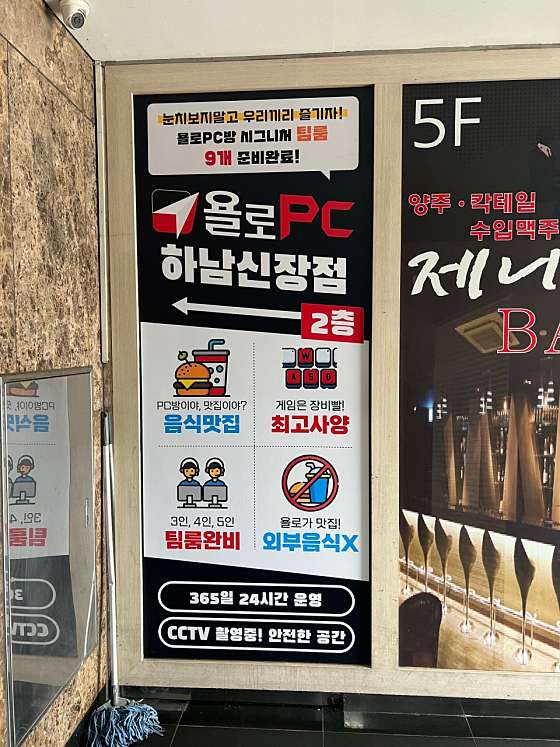 눈치보지말고 우리끼리 즐기자!
욜로PC방 시그니처 팀룸
9개 준비완료!
욜로PC
하남신장점
2층
PC방이야, 맛집이야?
음식맛집
W
A S D
게임은 장비빨!
최고사양
3인, 4인, 5인
팀룸완비
욜로가 맛집!
외부음식X
365일 24시간 운영
CCTV 촬영중! 안전한 공간
5F
양주·칵테일
수입맥주
제니
BA